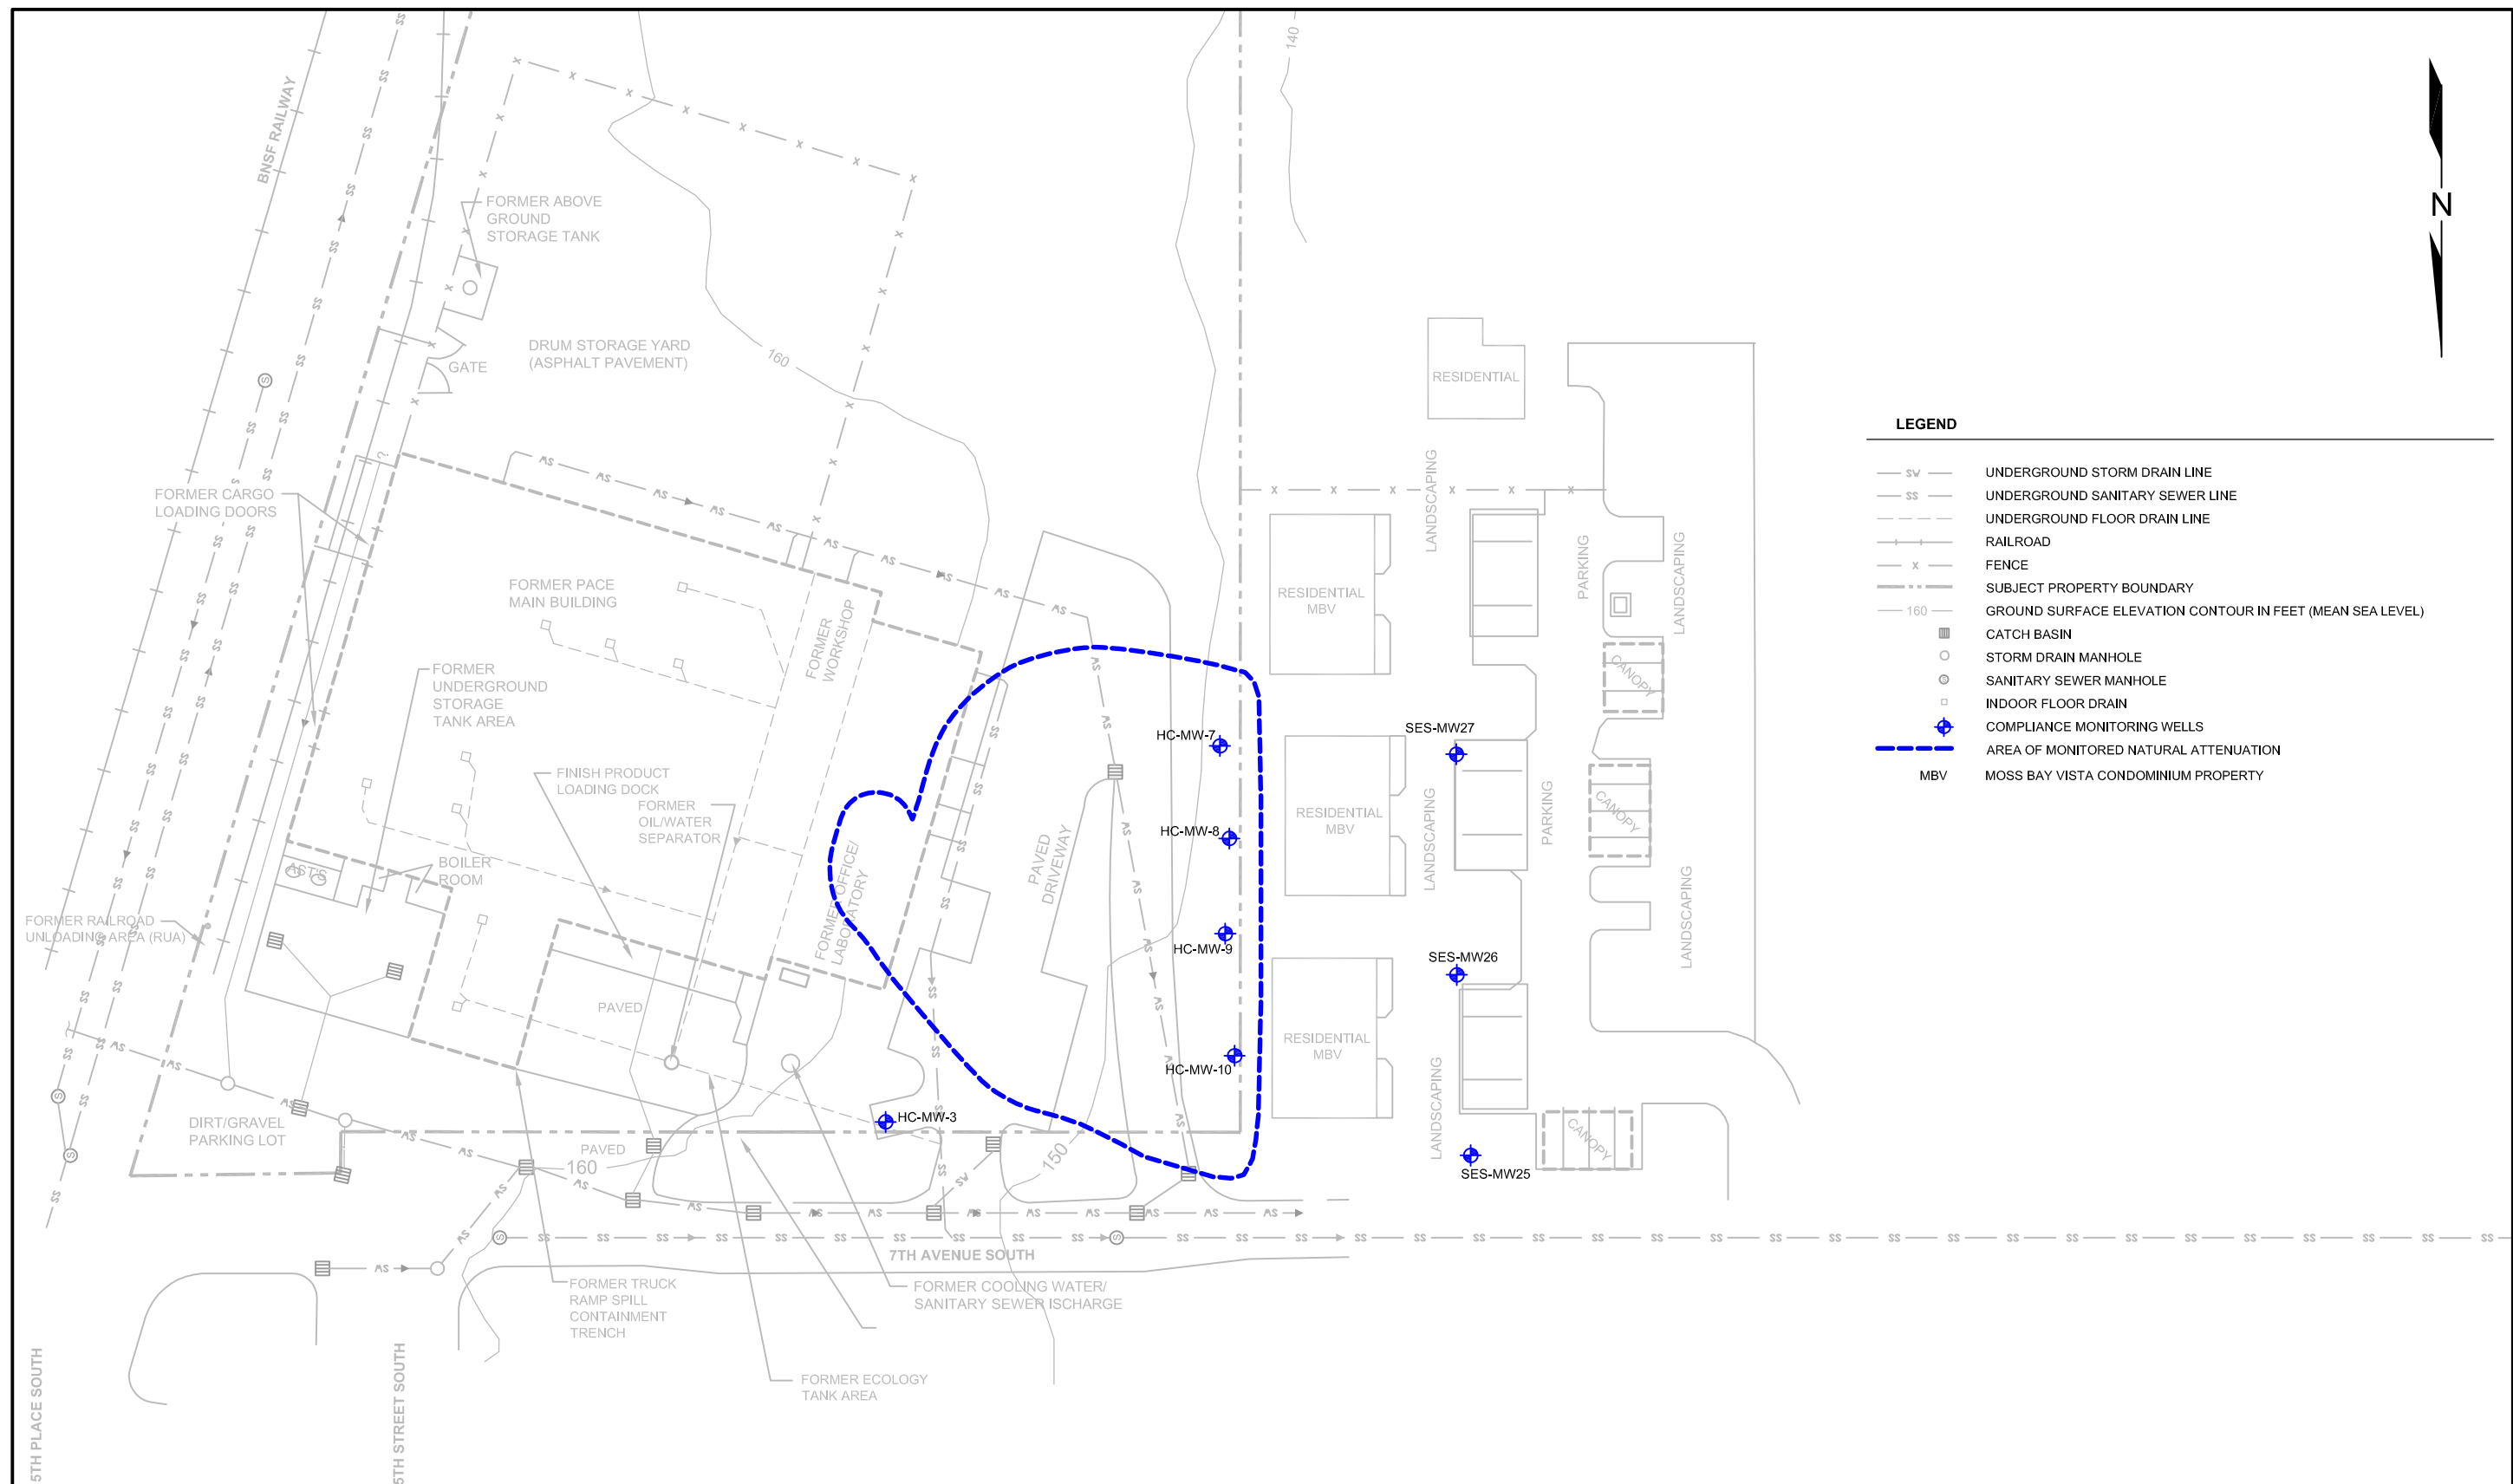 140
BNSF RAILWAY
N
FORMER ABOVE
GROUND
STORAGE TANK
DRUM STORAGE YARD
(ASPHALT PAVEMENT)
GATE
160
RESIDENTIAL
LEGEND
SW
UNDERGROUND STORM DRAIN LINE
SS
UNDERGROUND SANITARY SEWER LINE
UNDERGROUND FLOOR DRAIN LINE
RAILROAD
X
FENCE
SUBJECT PROPERTY BOUNDARY
160
GROUND SURFACE ELEVATION CONTOUR IN FEET (MEAN SEA LEVEL)
CATCH BASIN
STORM DRAIN MANHOLE
S
SANITARY SEWER MANHOLE
INDOOR FLOOR DRAIN
COMPLIANCE MONITORING WELLS
AREA OF MONITORED NATURAL ATTENUATION
MBV
MOSS BAY VISTA CONDOMINIUM PROPERTY
FORMER CARGO
LOADING DOORS
?
FORMER PACE
MAIN BUILDING
FORMER
WORKSHOP
FORMER
UNDERGROUND
STORAGE
TANK AREA
FINISH PRODUCT
LOADING DOCK
FORMER
OIL/WATER
SEPARATOR
FORMER OFFICE/
LABORATORY
PAVED
DRIVEWAY
BOILER
ROOM
AST'S
FORMER RAILROAD
UNLOADING AREA (RUA)
PAVED
HC-MW-7
HC-MW-8
HC-MW-9
HC-MW-10
HC-MW-3
SES-MW27
SES-MW26
SES-MW25
RESIDENTIAL
MBV
RESIDENTIAL
MBV
RESIDENTIAL
MBV
LANDSCAPING
LANDSCAPING
LANDSCAPING
PARKING
PARKING
LANDSCAPING
LANDSCAPING
CANOPY
CANOPY
CANOPY
?
DIRT/GRAVEL
PARKING LOT
PAVED
160
150
7TH AVENUE SOUTH
FORMER TRUCK
RAMP SPILL
CONTAINMENT
TRENCH
FORMER COOLING WATER/
SANITARY SEWER ISCHARGE
FORMER ECOLOGY
TANK AREA
5TH PLACE SOUTH
5TH STREET SOUTH